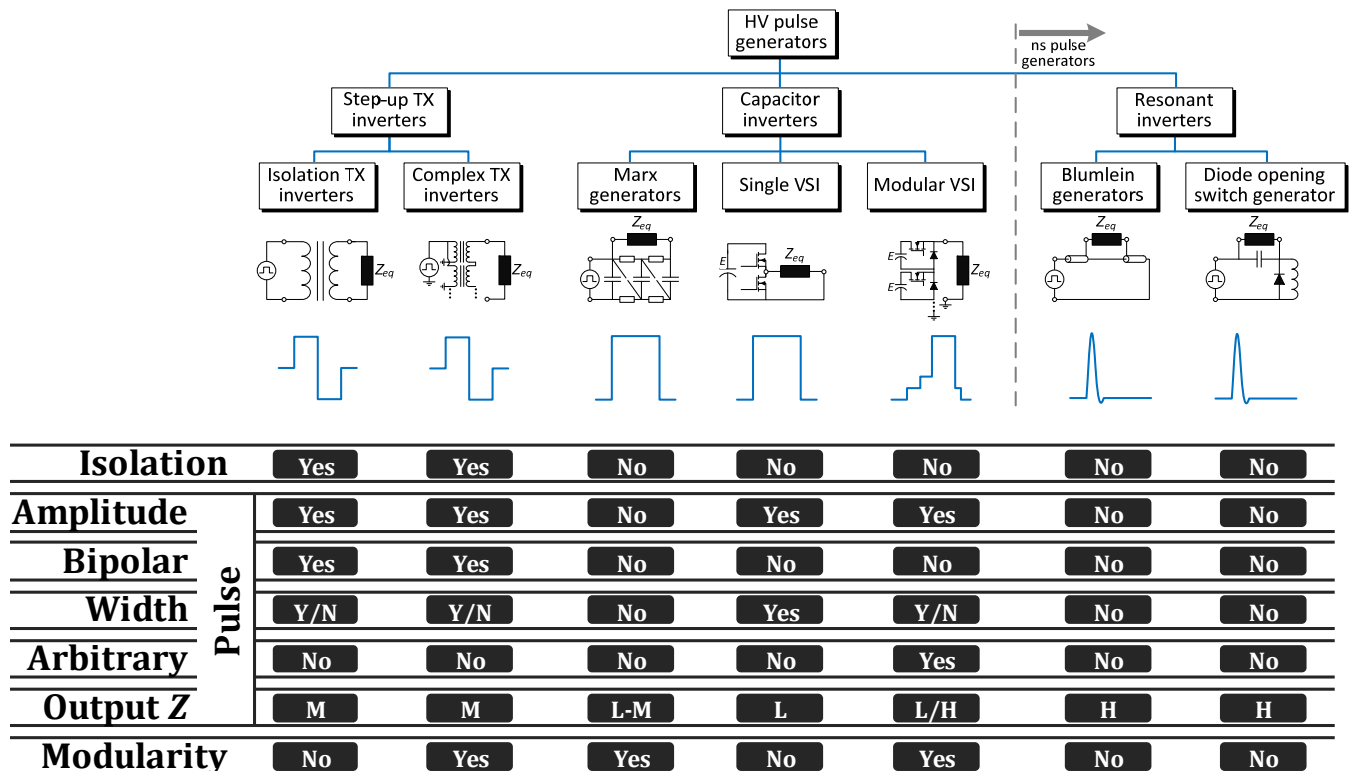 HV pulse
generators
ns pulse
generators
Step-up TX
inverters
Capacitor
inverters
Resonant
inverters
Isolation TX
inverters
Complex TX
inverters
Marx
generators
Single VSI
Modular VSI
Blumlein
generators
Diode opening
switch generator
Zeq
Zeq
Zeq
E
Zeq
E
E
Zeq
Zeq
Zeq
Isolation Yes Yes No No No No No
Pulse
Amplitude Yes Yes No Yes Yes No No
Bipolar Yes Yes No No No No No
Width Y/N Y/N No Yes Y/N No No
Arbitrary No No No No Yes No No
Output Z M M L-M L L/H H H
Modularity No Yes Yes No Yes No No